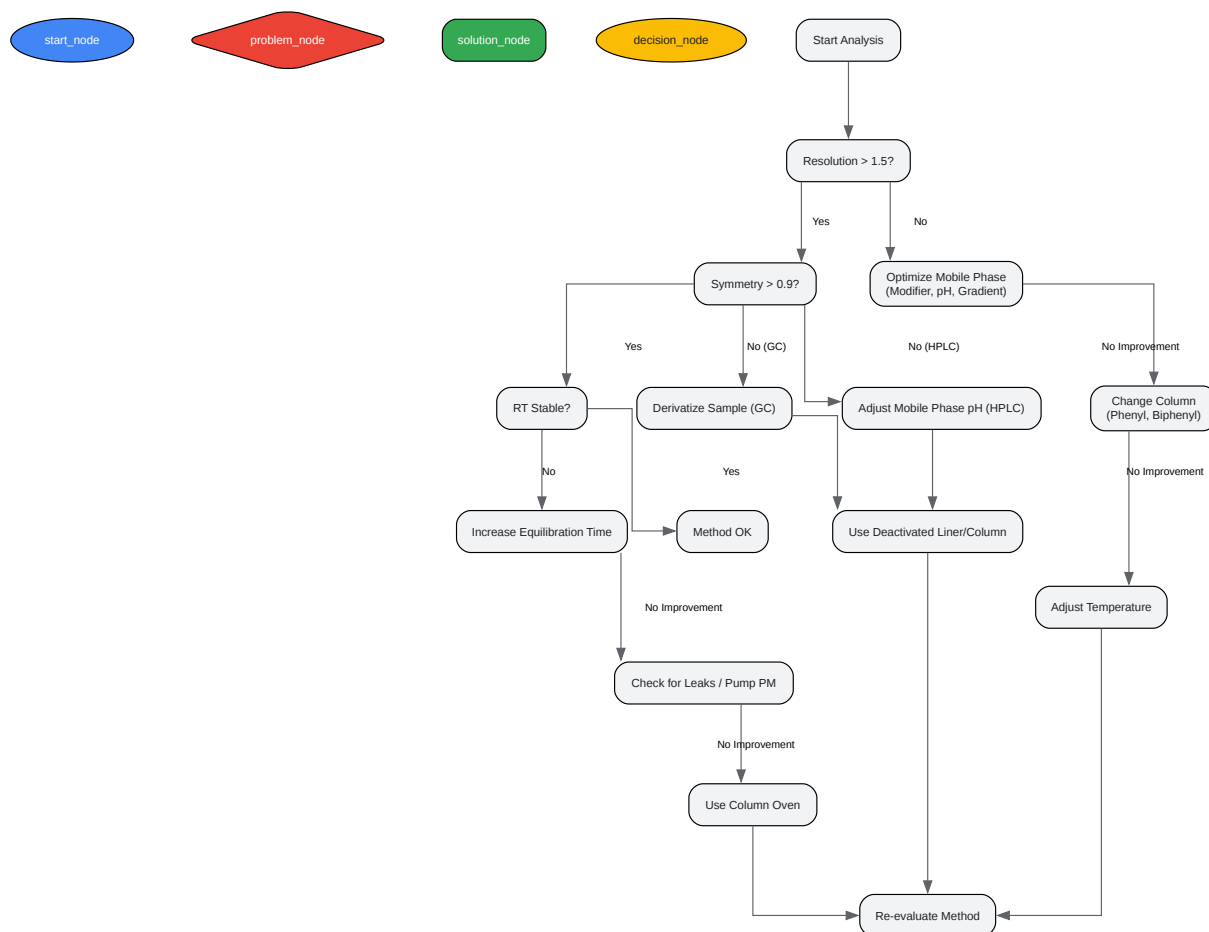 start_node
problem_node
solution_node
decision_node
Start Analysis
Resolution > 1.5?
Yes
No
Symmetry > 0.9?
Optimize Mobile Phase
(Modifier, pH, Gradient)
Yes
No (GC)
No (HPLC)
No Improvement
RT Stable?
Derivatize Sample (GC)
Adjust Mobile Phase pH (HPLC)
Change Column
(Phenyl, Biphenyl)
No
Yes
No Improvement
Increase Equilibration Time
Method OK
Use Deactivated Liner/Column
No Improvement
Adjust Temperature
Check for Leaks / Pump PM
No Improvement
Use Column Oven
Re-evaluate Method